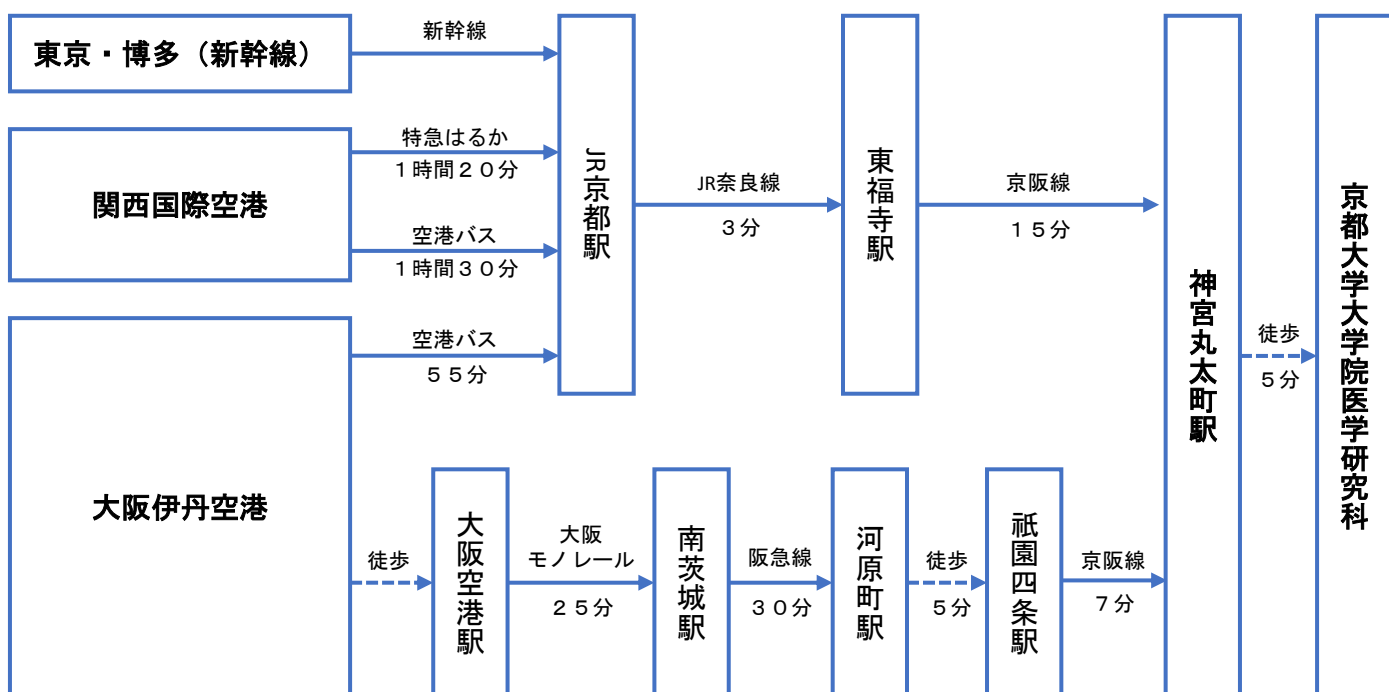 東京・博多（新幹線）
新幹線
関西国際空港
特急はるか
１時間２０分
空港バス
１時間３０分
大阪伊丹空港
空港バス
５５分
JR京都駅
JR奈良線
３分
東福寺駅
京阪線
１５分
徒歩
大阪空港駅
大阪
モノレール
２５分
南茨城駅
阪急線
３０分
河原町駅
徒歩
５分
祇園四条駅
京阪線
７分
神宮丸太町駅
徒歩
５分
京都大学大学院医学研究科